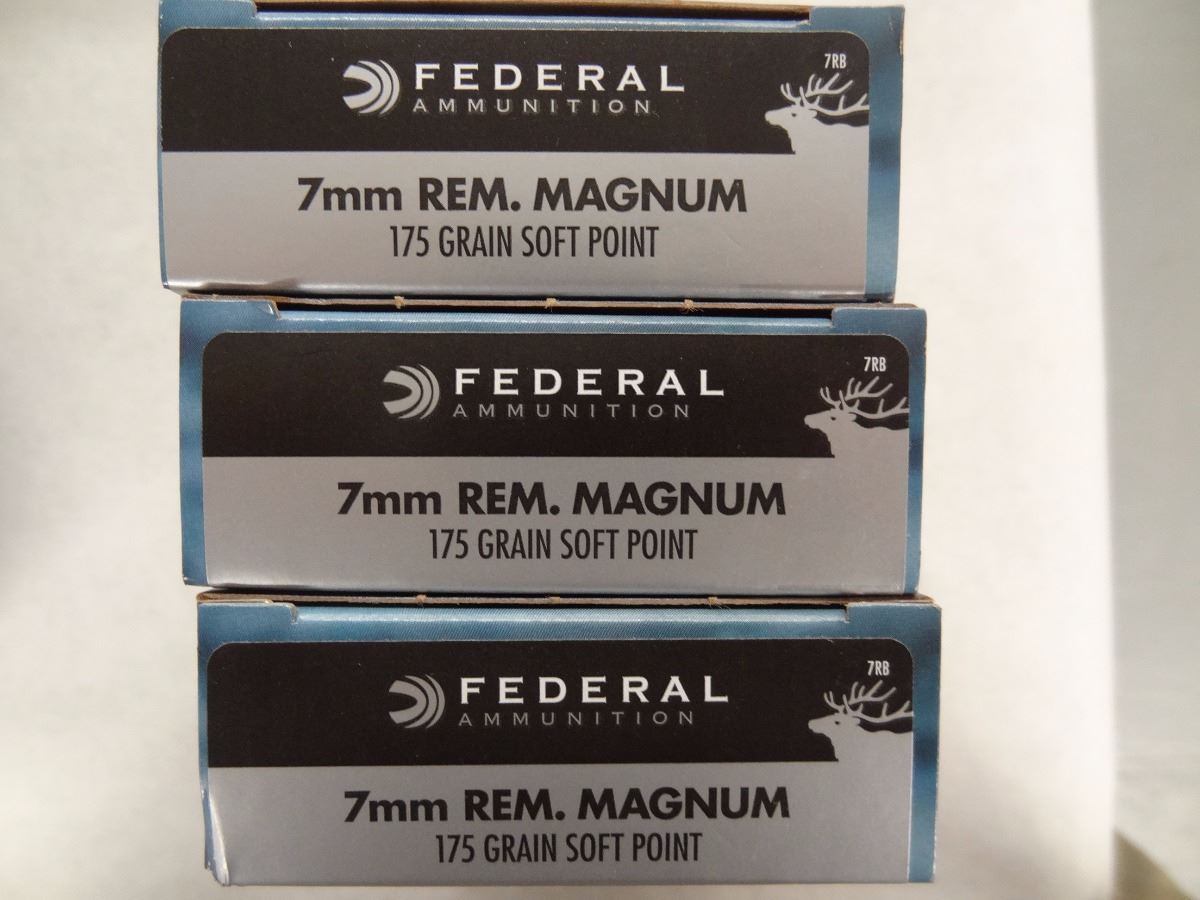 FEDERAL
AMMUNITION
7RB
7mm REM. MAGNUM
175 GRAIN SOFT POINT
FEDERAL
AMMUNITION
7RB
7mm REM. MAGNUM
175 GRAIN SOFT POINT
FEDERAL
AMMUNITION
7RB
7mm REM. MAGNUM
175 GRAIN SOFT POINT